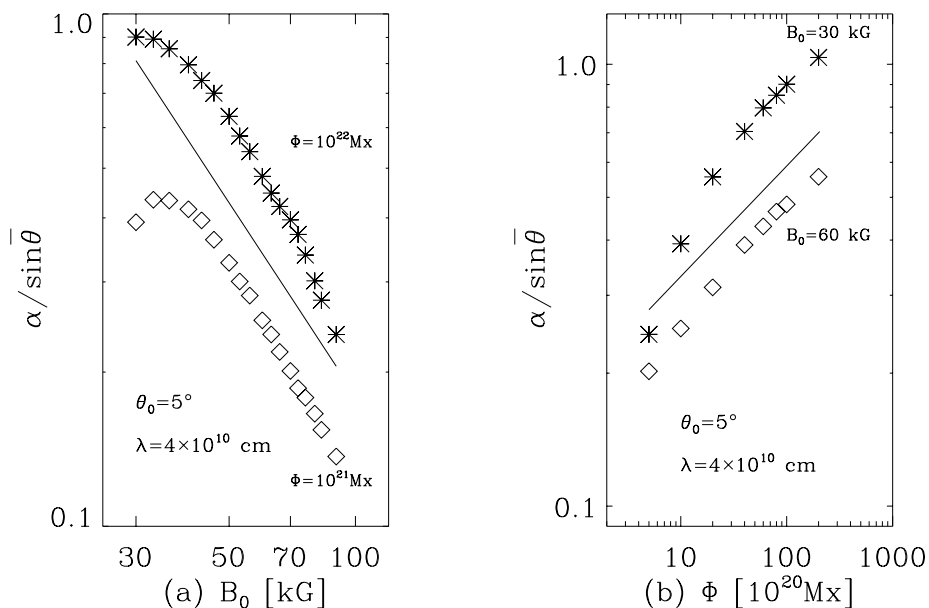 1.0
Φ=10²²Mx
α/sinθ̅
θ₀=5°
λ=4×10¹⁰ cm
Φ=10²¹Mx
0.1
30 50 70 100
(a) B₀ [kG]
B₀=30 kG
1.0
B₀=60 kG
α/sinθ̅
θ₀=5°
λ=4×10¹⁰ cm
0.1
10 100 1000
(b) Φ [10²⁰Mx]